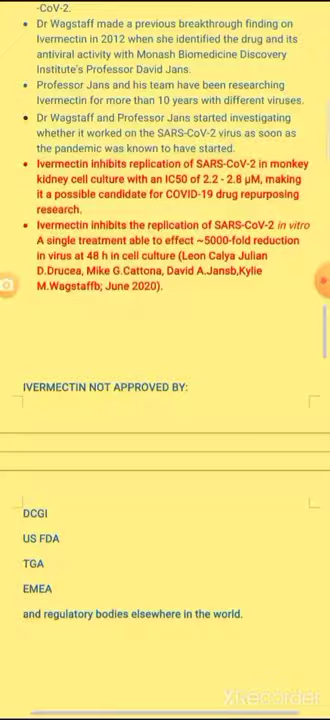 -CoV-2.
• Dr Wagstaff made a previous breakthrough finding on
Ivermectin in 2012 when she identified the drug and its
antiviral activity with Monash Biomedicine Discovery
Institute's Professor David Jans.
• Professor Jans and his team have been researching
Ivermectin for more than 10 years with different viruses.
• Dr Wagstaff and Professor Jans started investigating
whether it worked on the SARS-CoV-2 virus as soon as
the pandemic was known to have started.
• Ivermectin inhibits replication of SARS-CoV-2 in monkey
kidney cell culture with an IC50 of 2.2 - 2.8 µM, making
it a possible candidate for COVID-19 drug repurposing
research.
• Ivermectin inhibits the replication of SARS-CoV-2 in vitro
A single treatment able to effect ~5000-fold reduction
in virus at 48 h in cell culture (Leon Calya Julian
D.Drucea, Mike G.Cattona, David A.Jansb,Kylie
M.Wagstaffb; June 2020).
IVERMECTIN NOT APPROVED BY:
DCGI
US FDA
TGA
EMEA
and regulatory bodies elsewhere in the world.